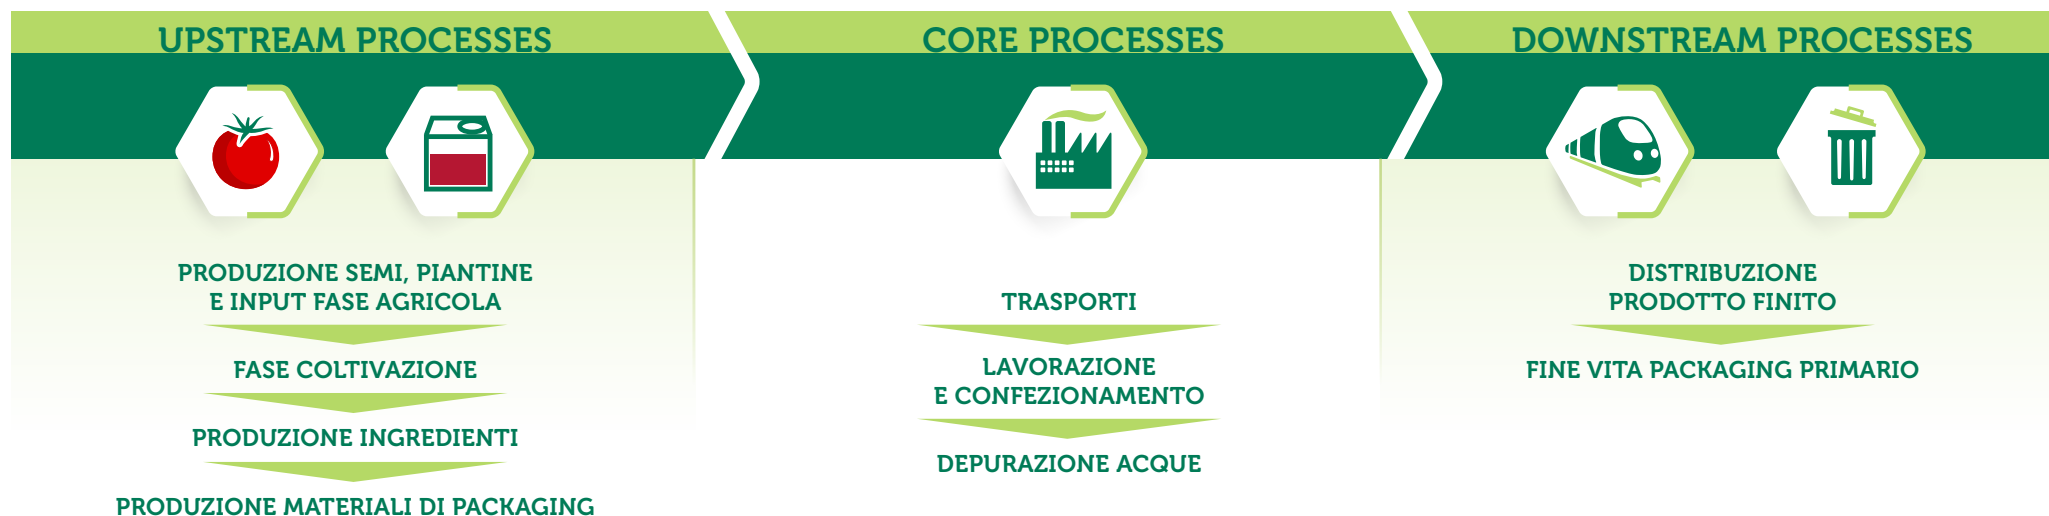 UPSTREAM PROCESSES
PRODUZIONE SEMI, PIANTINE
E INPUT FASE AGRICOLA
FASE COLTIVAZIONE
PRODUZIONE INGREDIENTI
PRODUZIONE MATERIALI DI PACKAGING
CORE PROCESSES
TRASPORTI
LAVORAZIONE
E CONFEZIONAMENTO
DEPURAZIONE ACQUE
DOWNSTREAM PROCESSES
DISTRIBUZIONE
PRODOTTO FINITO
FINE VITA PACKAGING PRIMARIO